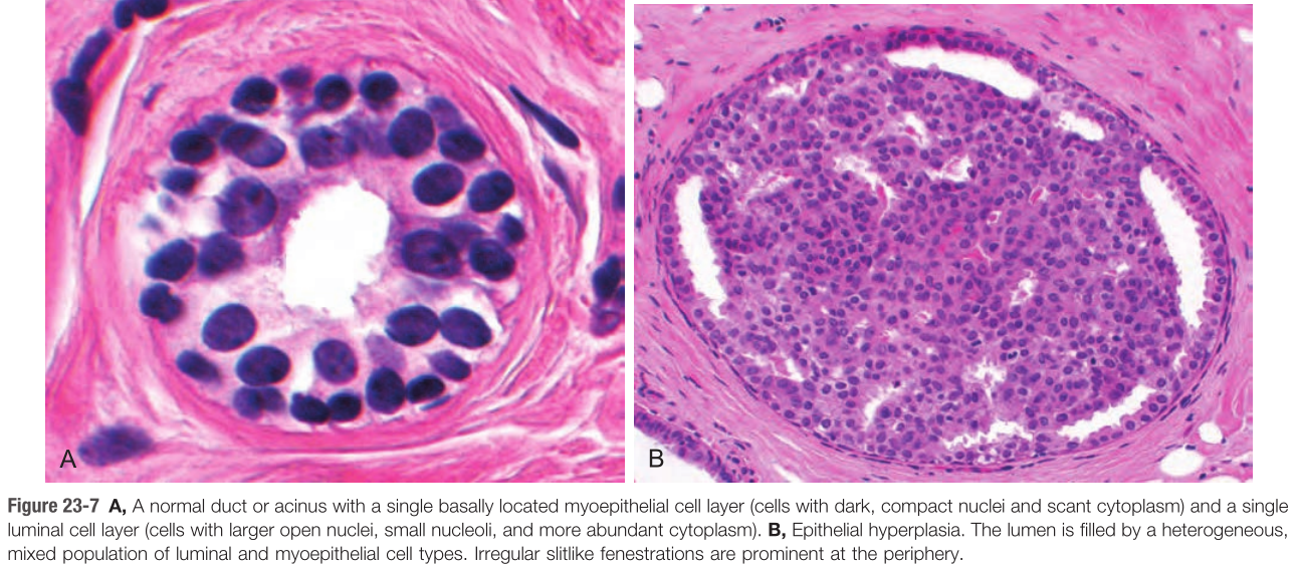 A
B
Figure 23-7 A, A normal duct or acinus with a single basally located myoepithelial cell layer (cells with dark, compact nuclei and scant cytoplasm) and a single
luminal cell layer (cells with larger open nuclei, small nucleoli, and more abundant cytoplasm). B, Epithelial hyperplasia. The lumen is filled by a heterogeneous,
mixed population of luminal and myoepithelial cell types. Irregular slitlike fenestrations are prominent at the periphery.